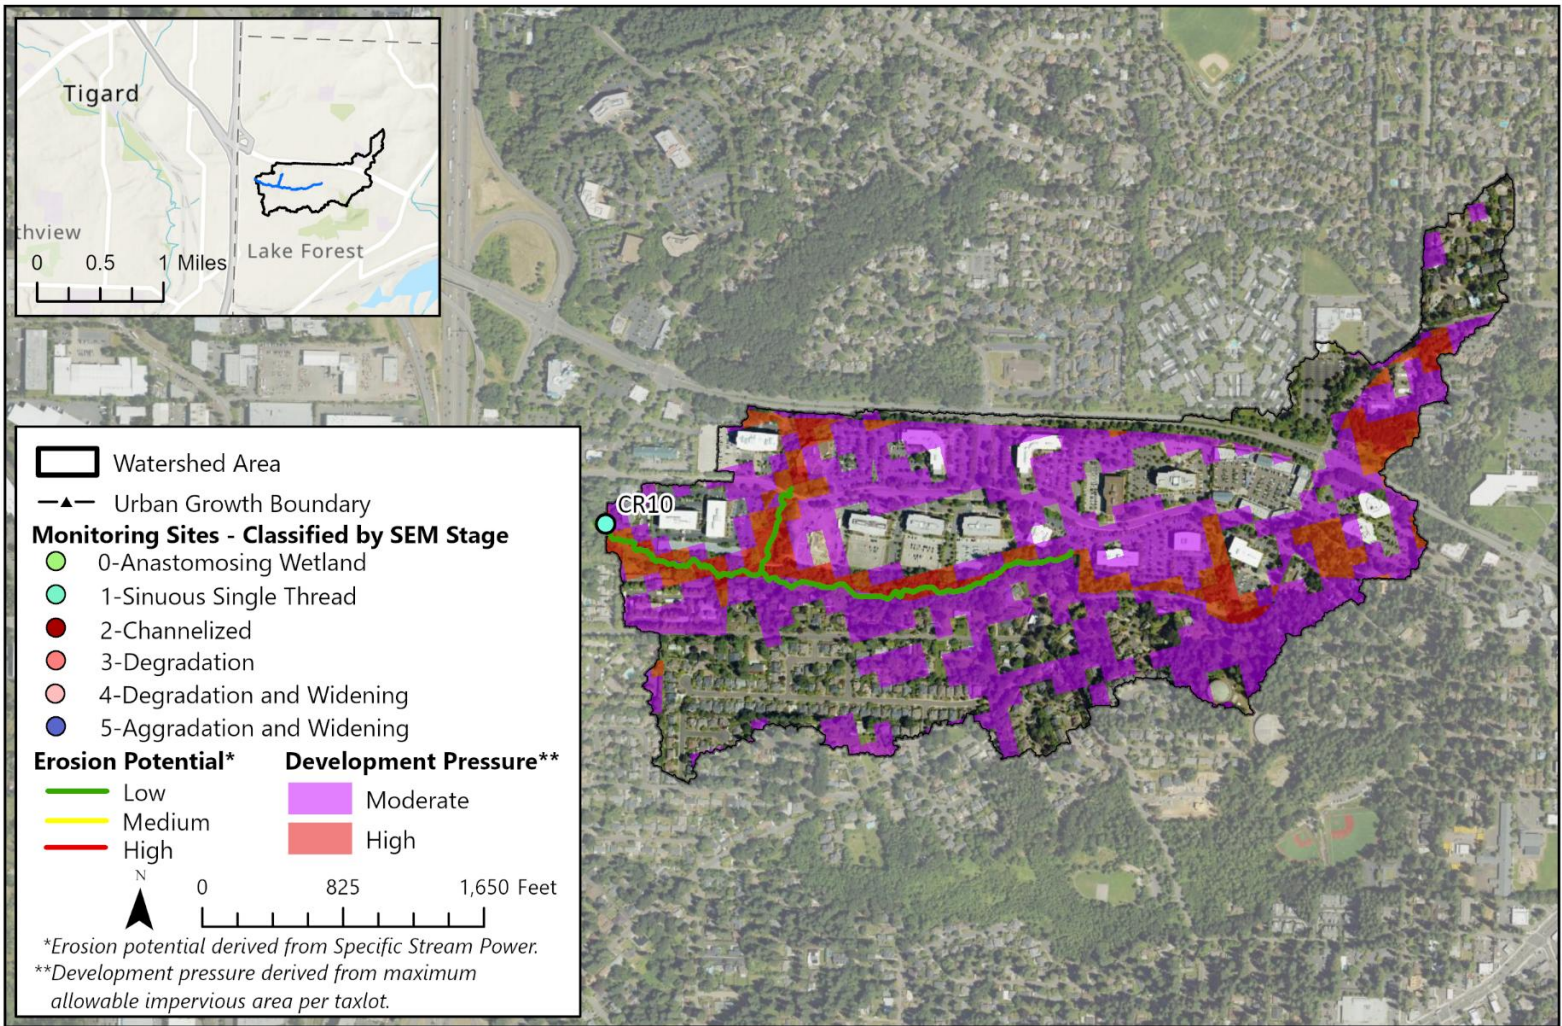 Tigard
thview
Lake Forest
0 0.5 1 Miles
CR10
Watershed Area
Urban Growth Boundary
Monitoring Sites - Classified by SEM Stage
0-Anastomosing Wetland
1-Sinuous Single Thread
2-Channelized
3-Degradation
4-Degradation and Widening
5-Aggradation and Widening
Erosion Potential* Development Pressure**
Low Moderate
Medium
High High
N
0 825 1,650 Feet
*Erosion potential derived from Specific Stream Power.
**Development pressure derived from maximum
allowable impervious area per taxlot.